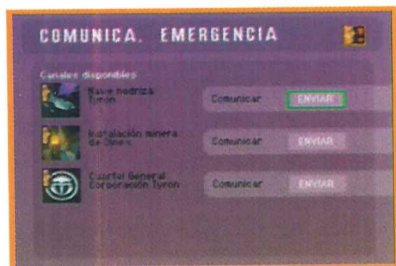 COMUNICA. EMERGENCIA
Canales disponibles
Nave nodriza
Tyron
Comunicar
ENVIAR
Instalación minera
de
Comunicar
ENVIAR
Cuartel General
Corporación Tyron
Comunicar
ENVIAR